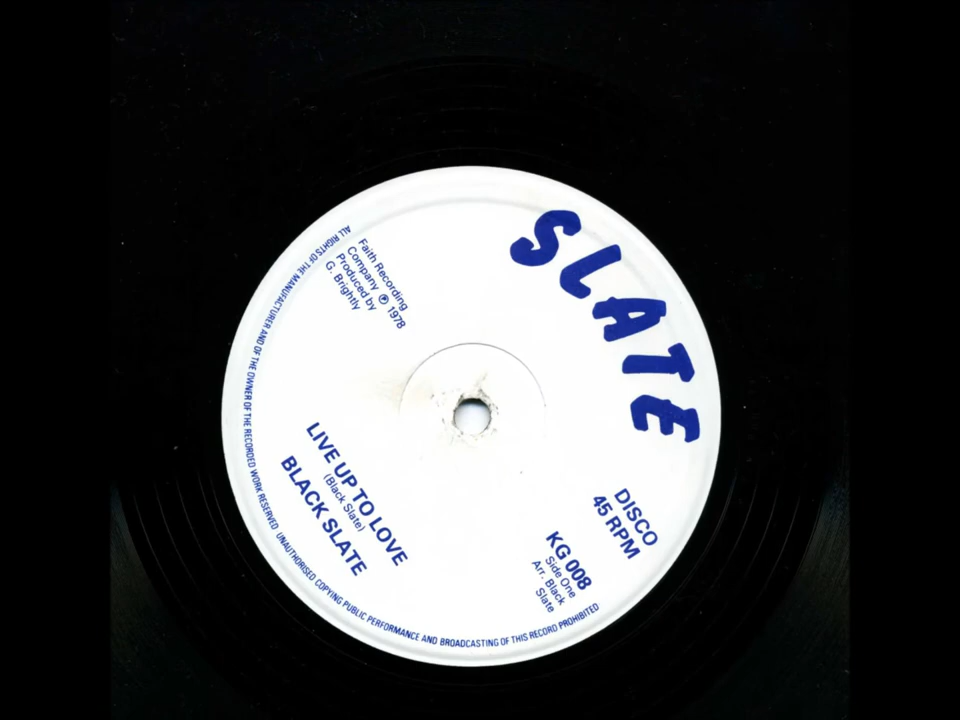 SLATE
Faith Recording
Company ℗ 1978
Produced by
G. Brightly
DISCO
45 RPM
KG 008
Side One
Arr. Black
Slate
LIVE UP TO LOVE
(Black Slate)
BLACK SLATE
ALL RIGHTS OF THE MANUFACTURER AND OF THE OWNER OF THE RECORDED WORK RESERVED UNAUTHORISED COPYING PUBLIC PERFORMANCE AND BROADCASTING OF THIS RECORD PROHIBITED